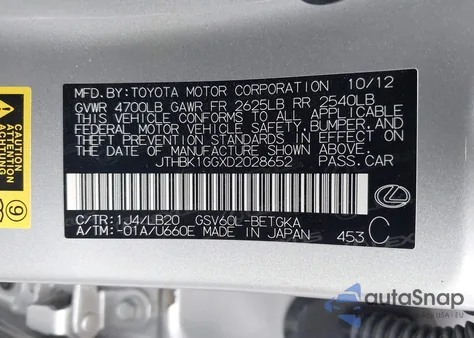 MFD.BY: TOYOTA MOTOR CORPORATION 10/12
GVWR 4700LB GAWR FR 2625LB RR 2540LB
THIS VEHICLE CONFORMS TO ALL APPLICABLE
FEDERAL MOTOR VEHICLE SAFETY, BUMPER, AND
THEFT PREVENTION STANDARDS IN EFFECT ON
THE DATE OF MANUFACTURE SHOWN ABOVE.
JTHBK1GGXD2028652 PASS.CAR
C/TR:1J4/LB20 GSV60L-BETGKA
A/TM:-01A/U660E MADE IN JAPAN 453 C
9
autoSnap